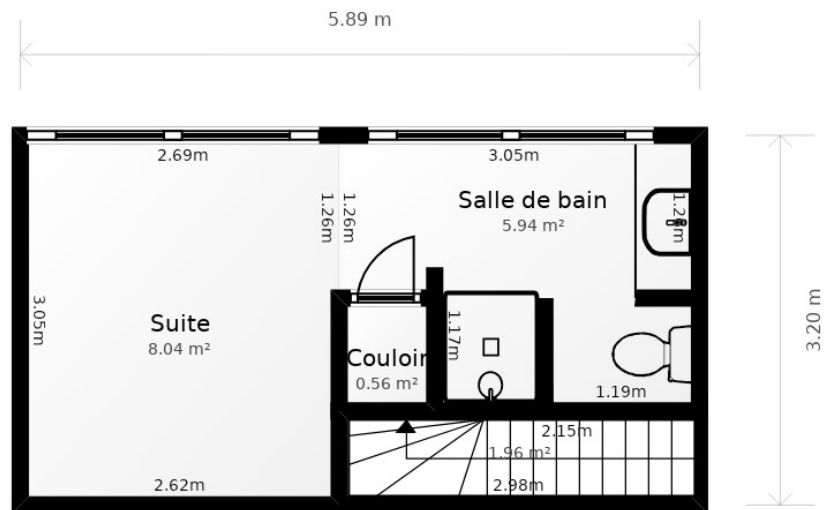 5.89 m
2.69m
3.05m
1.26m
1.26m
Salle de bain
5.94 m²
3.05m
Suite
8.04 m²
1.17m
Couloir
0.56 m²
3.20 m
1.19m
2.15m
1.96 m²
2.62m
2.98m